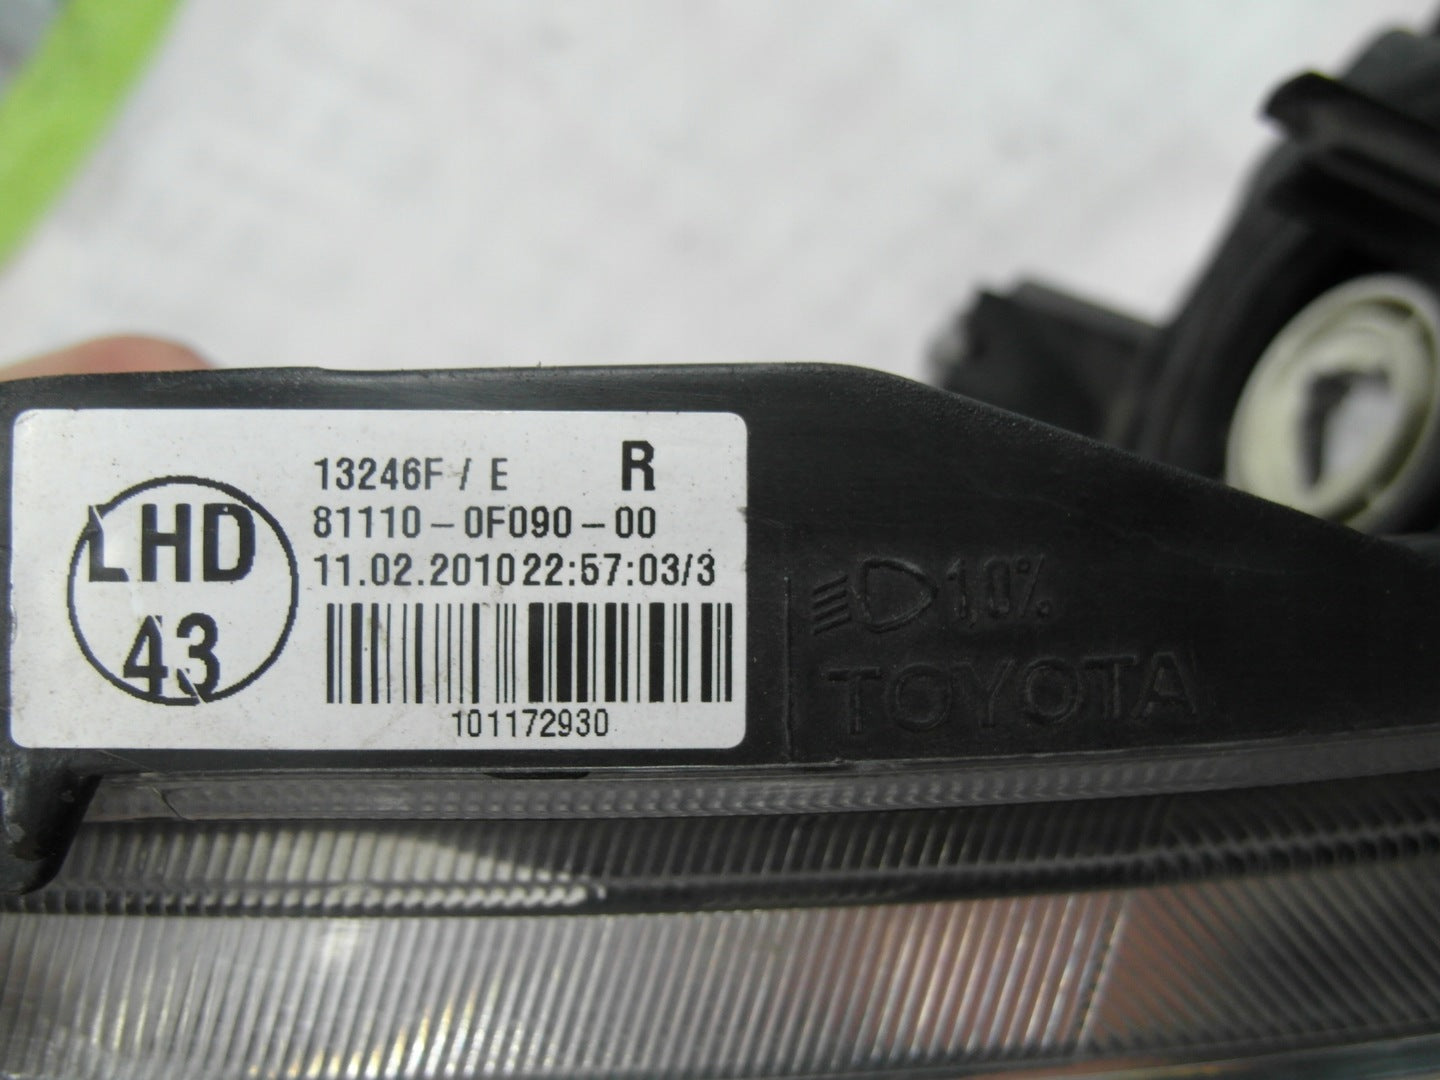 LHD
43
13246F / E R
81110-0F090-00
11.02.2010 22:57:03/3
101172930
1,0%
TOYOTA